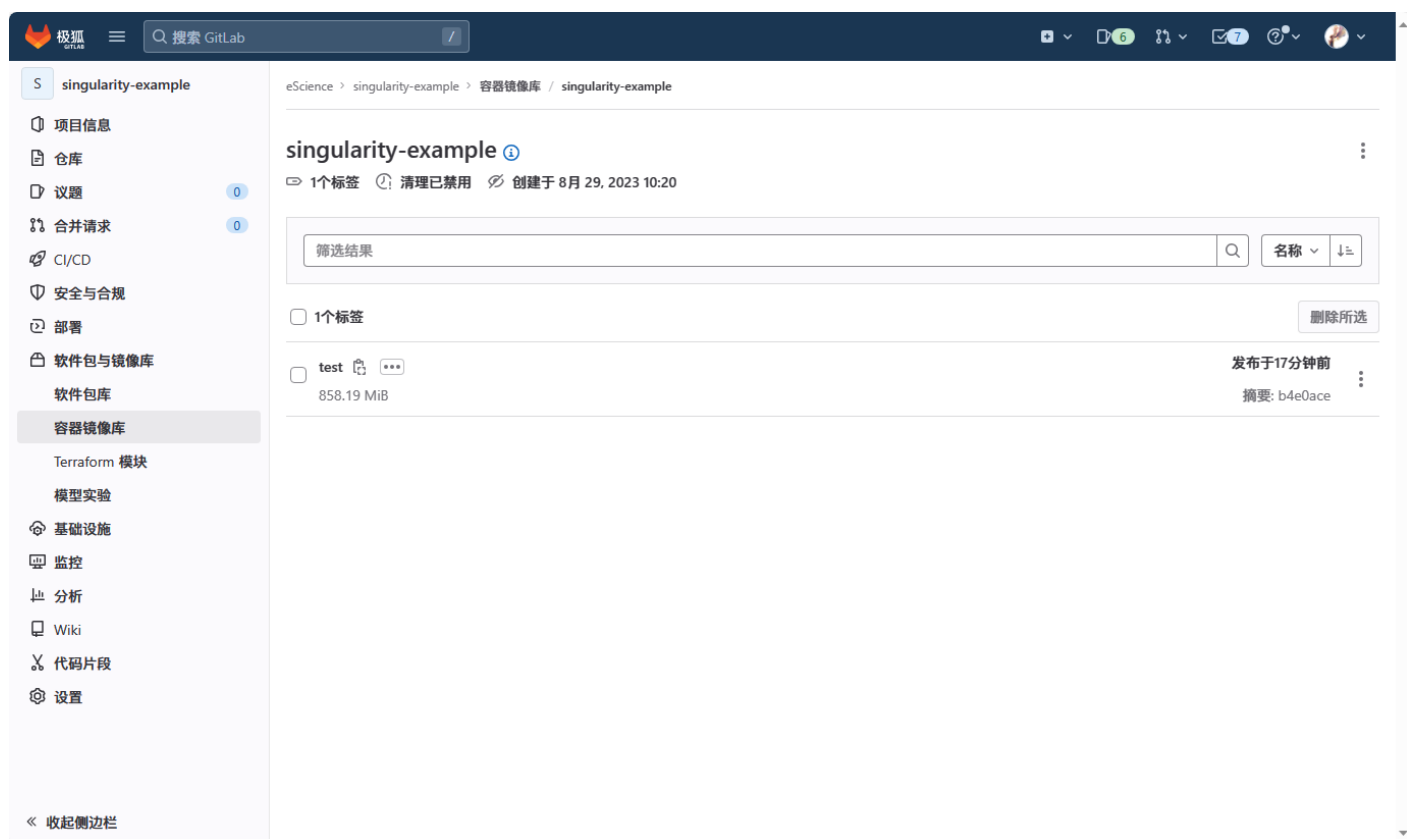 极狐
GITLAB
搜索 GitLab
/
6
7
S singularity-example
eScience > singularity-example > 容器镜像库 / singularity-example
项目信息
仓库
议题 0
合并请求 0
CI/CD
安全与合规
部署
软件包与镜像库
软件包库
容器镜像库
Terraform 模块
模型实验
基础设施
监控
分析
Wiki
代码片段
设置
收起侧边栏
singularity-example
1个标签 清理已禁用 创建于 8月 29, 2023 10:20
筛选结果 名称
1个标签 删除所选
test 发布于17分钟前
858.19 MiB 摘要: b4e0ace